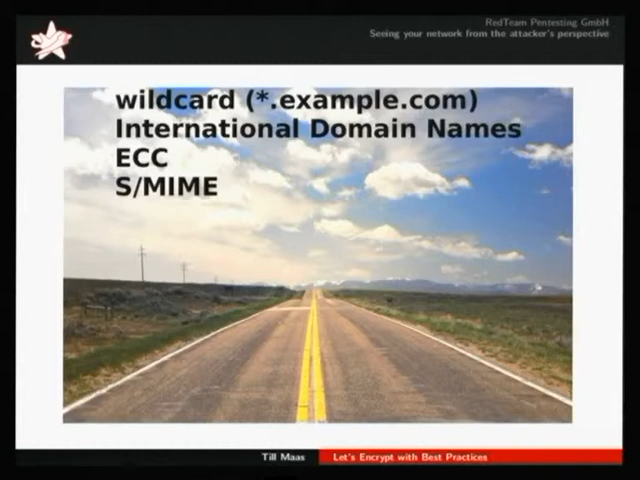 RedTeam Pentesting GmbH
Seeing your network from the attacker's perspective
wildcard (*.example.com)
International Domain Names
ECC
S/MIME
Till Maas
Let's Encrypt with Best Practices